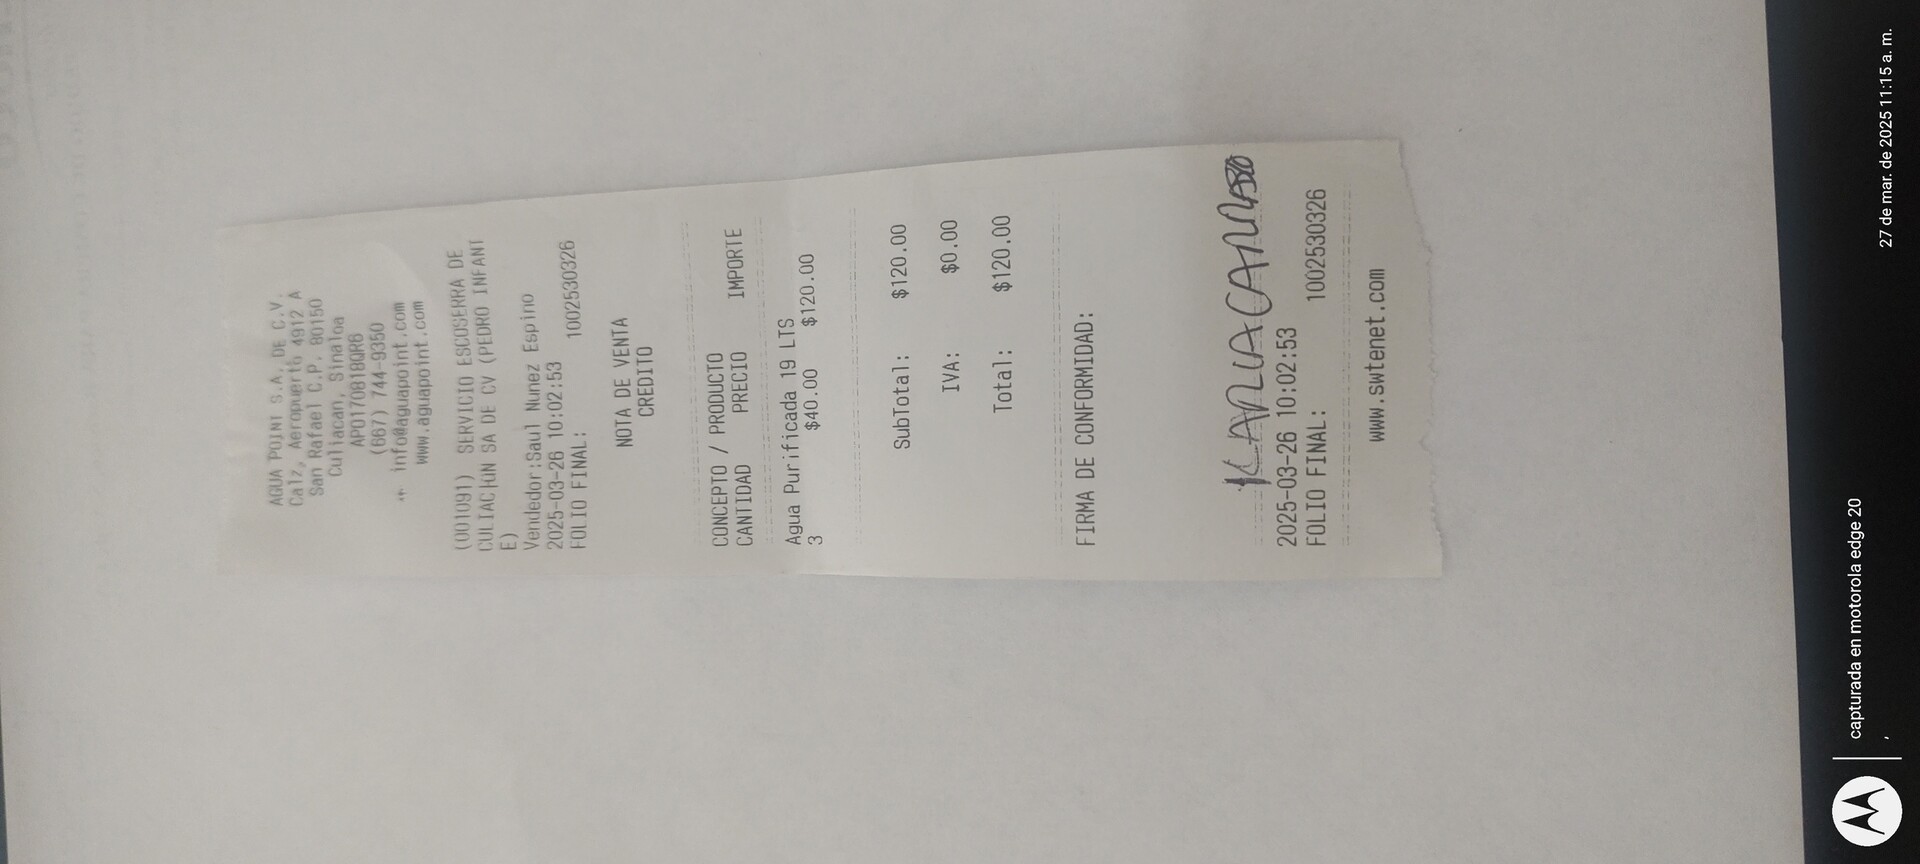 AGUA POINT S.A. DE C.V.
Calz. Aeropuerto 4912 A
San Rafael C.P. 80150
Culiacan, Sinaloa
APO170818QR6
(667) 744-9350
info@aguapoint.com
www.aguapoint.com
(001091) SERVICIO ESCOSERRA DE
CULIAC SA DE CV (PEDRO INFANT
E)
Vendedor:Saul Nunez Espino
2025-03-26 10:02:53
FOLIO FINAL: 1002530326
NOTA DE VENTA
CREDITO
CONCEPTO / PRODUCTO
CANTIDAD PRECIO IMPORTE
Agua Purificada 19 LTS
3 $40.00 $120.00
SubTotal: $120.00
IVA: $0.00
Total: $120.00
FIRMA DE CONFORMIDAD:
2025-03-26 10:02:53
FOLIO FINAL: 1002530326
www.swtenet.com
capturada en motorola edge 20
,
27 de mar. de 2025 11:15 a. m.